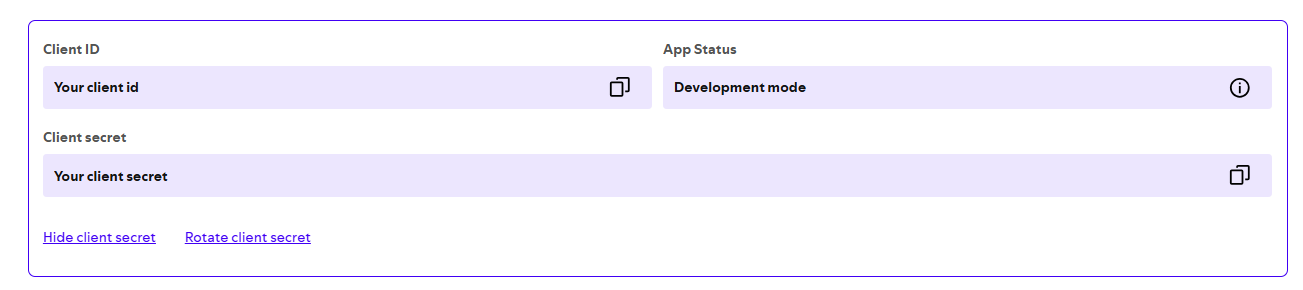 Client ID
App Status
Your client id
Development mode
Client secret
Your client secret
Hide client secret
Rotate client secret